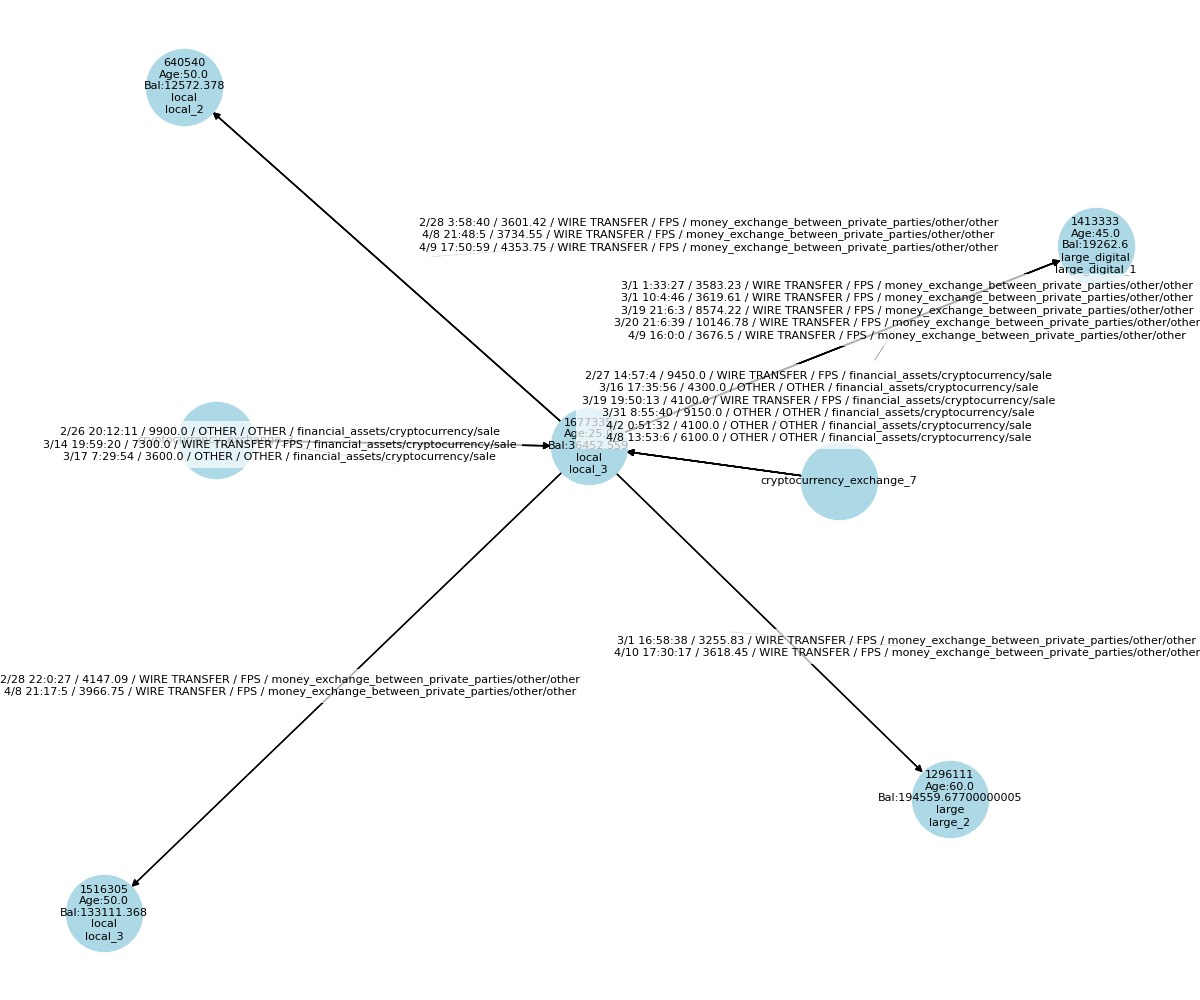 640540
Age:50.0
Bal:12572.378
local
local_2
2/28 3:58:40 / 3601.42 / WIRE TRANSFER / FPS / money_exchange_between_private_parties/other/other
4/8 21:48:5 / 3734.55 / WIRE TRANSFER / FPS / money_exchange_between_private_parties/other/other
4/9 17:50:59 / 4353.75 / WIRE TRANSFER / FPS / money_exchange_between_private_parties/other/other
1413333
Age:45.0
Bal:19262.6
large_digital
large_digital_1
3/1 1:33:27 / 3583.23 / WIRE TRANSFER / FPS / money_exchange_between_private_parties/other/other
3/1 10:4:46 / 3619.61 / WIRE TRANSFER / FPS / money_exchange_between_private_parties/other/other
3/19 21:6:3 / 8574.22 / WIRE TRANSFER / FPS / money_exchange_between_private_parties/other/other
3/20 21:6:39 / 10146.78 / WIRE TRANSFER / FPS / money_exchange_between_private_parties/other/other
4/9 16:0:0 / 3676.5 / WIRE TRANSFER / FPS / money_exchange_between_private_parties/other/other
2/27 14:57:4 / 9450.0 / WIRE TRANSFER / FPS / financial_assets/cryptocurrency/sale
3/16 17:35:56 / 4300.0 / OTHER / OTHER / financial_assets/cryptocurrency/sale
3/19 19:50:13 / 4100.0 / WIRE TRANSFER / FPS / financial_assets/cryptocurrency/sale
3/31 8:55:40 / 9150.0 / OTHER / OTHER / financial_assets/cryptocurrency/sale
4/2 0:51:32 / 4100.0 / OTHER / OTHER / financial_assets/cryptocurrency/sale
4/8 13:53:6 / 6100.0 / OTHER / OTHER / financial_assets/cryptocurrency/sale
2/26 20:12:11 / 9900.0 / OTHER / OTHER / financial_assets/cryptocurrency/sale
3/14 19:59:20 / 7300.0 / WIRE TRANSFER / FPS / financial_assets/cryptocurrency/sale
3/17 7:29:54 / 3600.0 / OTHER / OTHER / financial_assets/cryptocurrency/sale
local
local_3
cryptocurrency_exchange_7
3/1 16:58:38 / 3255.83 / WIRE TRANSFER / FPS / money_exchange_between_private_parties/other/other
4/10 17:30:17 / 3618.45 / WIRE TRANSFER / FPS / money_exchange_between_private_parties/other/other
2/28 22:0:27 / 4147.09 / WIRE TRANSFER / FPS / money_exchange_between_private_parties/other/other
4/8 21:17:5 / 3966.75 / WIRE TRANSFER / FPS / money_exchange_between_private_parties/other/other
1296111
Age:60.0
Bal:194559.67700000005
large
large_2
1516305
Age:50.0
Bal:133111.368
local
local_3